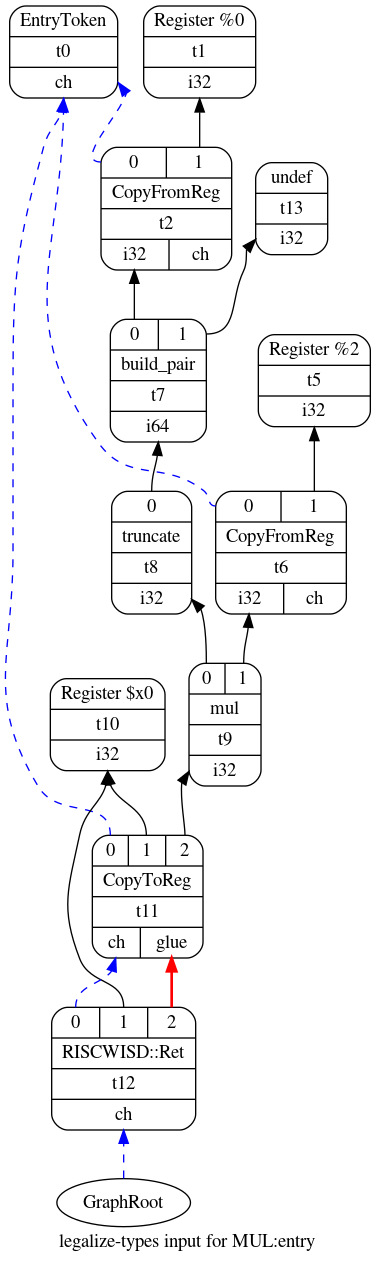 EntryToken
t0
ch
Register %0
t1
i32
0 1
CopyFromReg
t2
i32 ch
undef
t13
i32
0 1
build_pair
t7
i64
Register %2
t5
i32
0
truncate
t8
i32
0 1
CopyFromReg
t6
i32 ch
0 1
mul
t9
i32
Register $x0
t10
i32
0 1 2
CopyToReg
t11
ch glue
0 1 2
RISCWISD::Ret
t12
ch
GraphRoot
legalize-types input for MUL:entry